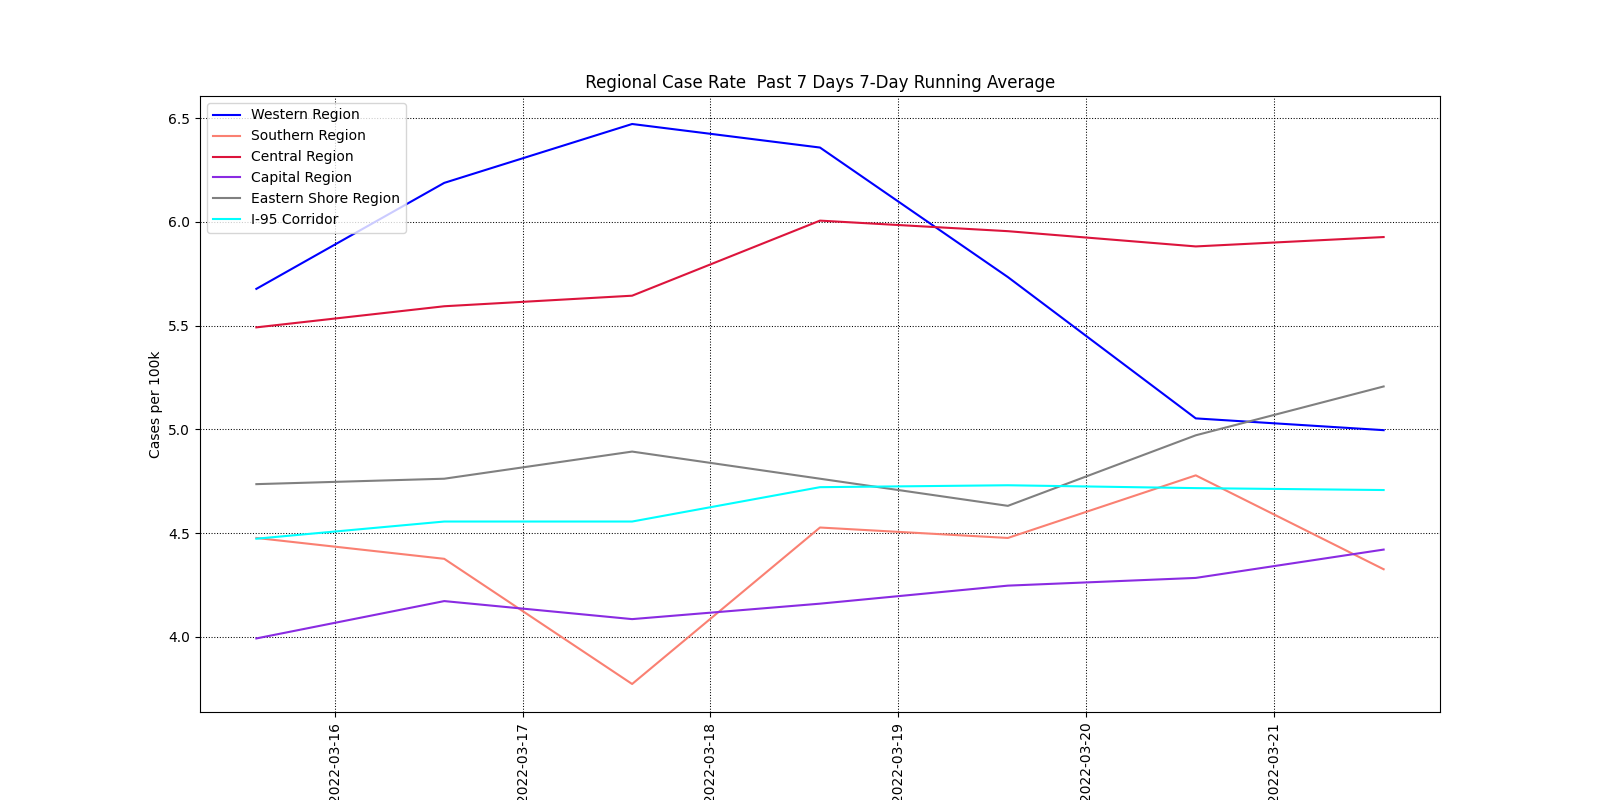 Regional Case Rate  Past 7 Days 7-Day Running Average
Western Region
Southern Region
Central Region
Capital Region
Eastern Shore Region
I-95 Corridor
6.5
6.0
5.5
5.0
4.5
4.0
Cases per 100k
2022-03-16
2022-03-17
2022-03-18
2022-03-19
2022-03-20
2022-03-21